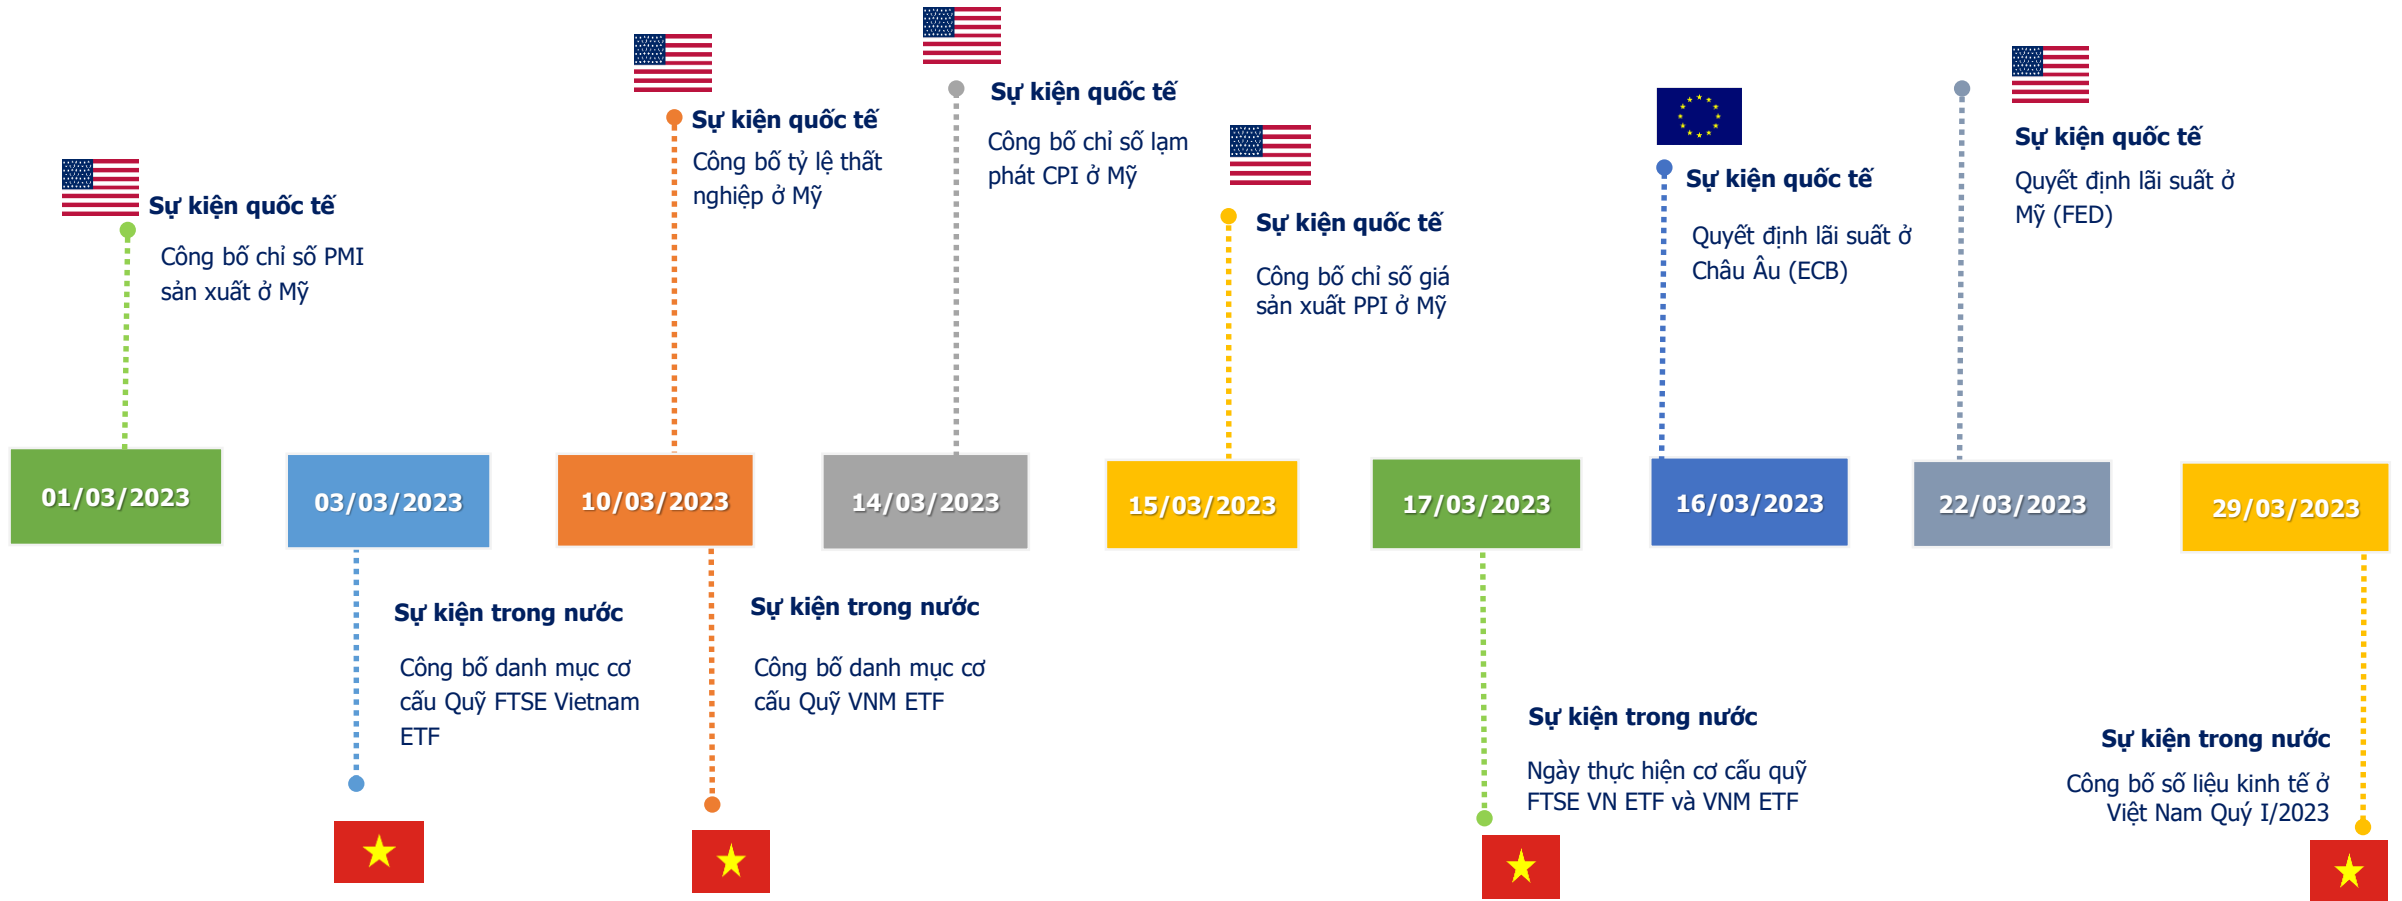 Sự kiện quốc tế
Công bố chỉ số PMI
sản xuất ở Mỹ
Sự kiện quốc tế
Công bố tỷ lệ thất
nghiệp ở Mỹ
Sự kiện quốc tế
Công bố chỉ số lạm
phát CPI ở Mỹ
Sự kiện quốc tế
Công bố chỉ số giá
sản xuất PPI ở Mỹ
Sự kiện quốc tế
Quyết định lãi suất ở
Châu Âu (ECB)
Sự kiện quốc tế
Quyết định lãi suất ở
Mỹ (FED)
01/03/2023
03/03/2023
10/03/2023
14/03/2023
15/03/2023
17/03/2023
16/03/2023
22/03/2023
29/03/2023
Sự kiện trong nước
Công bố danh mục cơ
cấu Quỹ FTSE Vietnam
ETF
Sự kiện trong nước
Công bố danh mục cơ
cấu Quỹ VNM ETF
Sự kiện trong nước
Ngày thực hiện cơ cấu quỹ
FTSE VN ETF và VNM ETF
Sự kiện trong nước
Công bố số liệu kinh tế ở
Việt Nam Quý I/2023